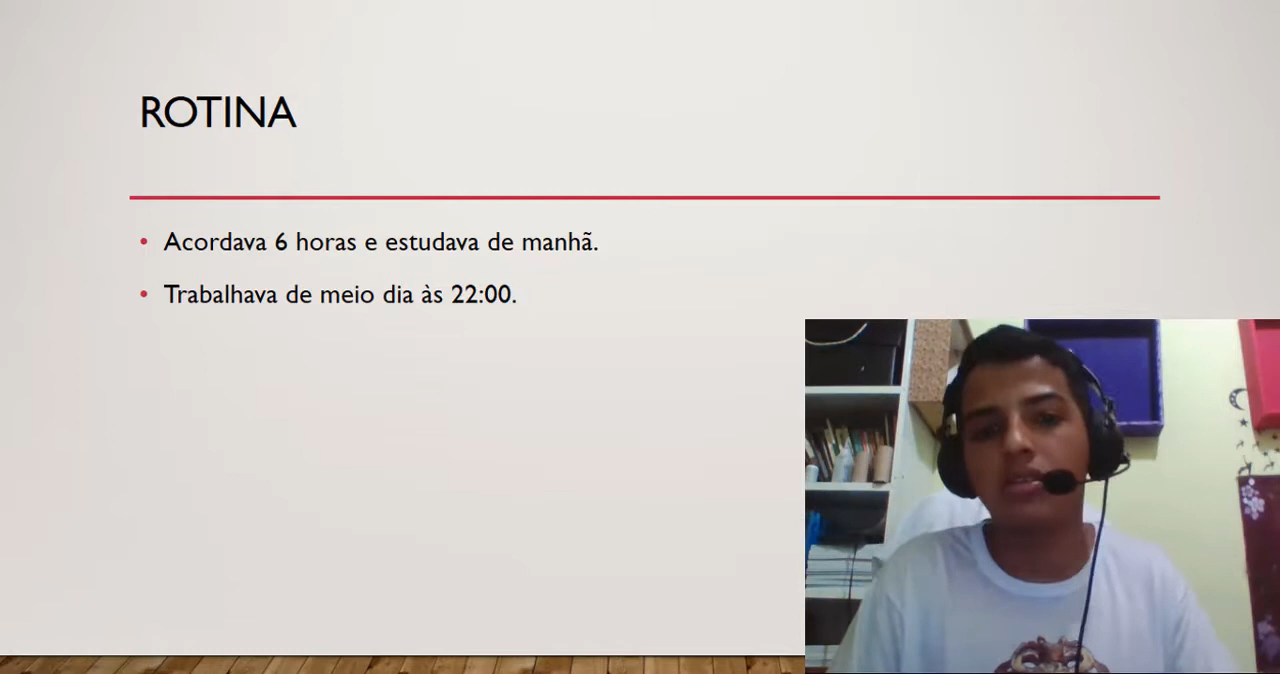 ROTINA
• Acordava 6 horas e estudava de manhã.
• Trabalhava de meio dia às 22:00.